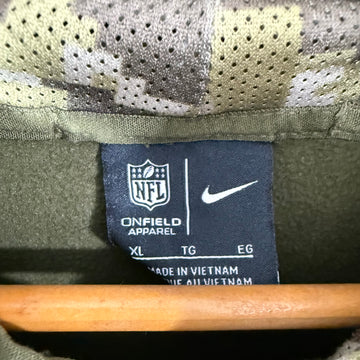 NFL
ONFIELD
APPAREL
XL TG EG
MADE IN VIETNAM
AU VIETNAM